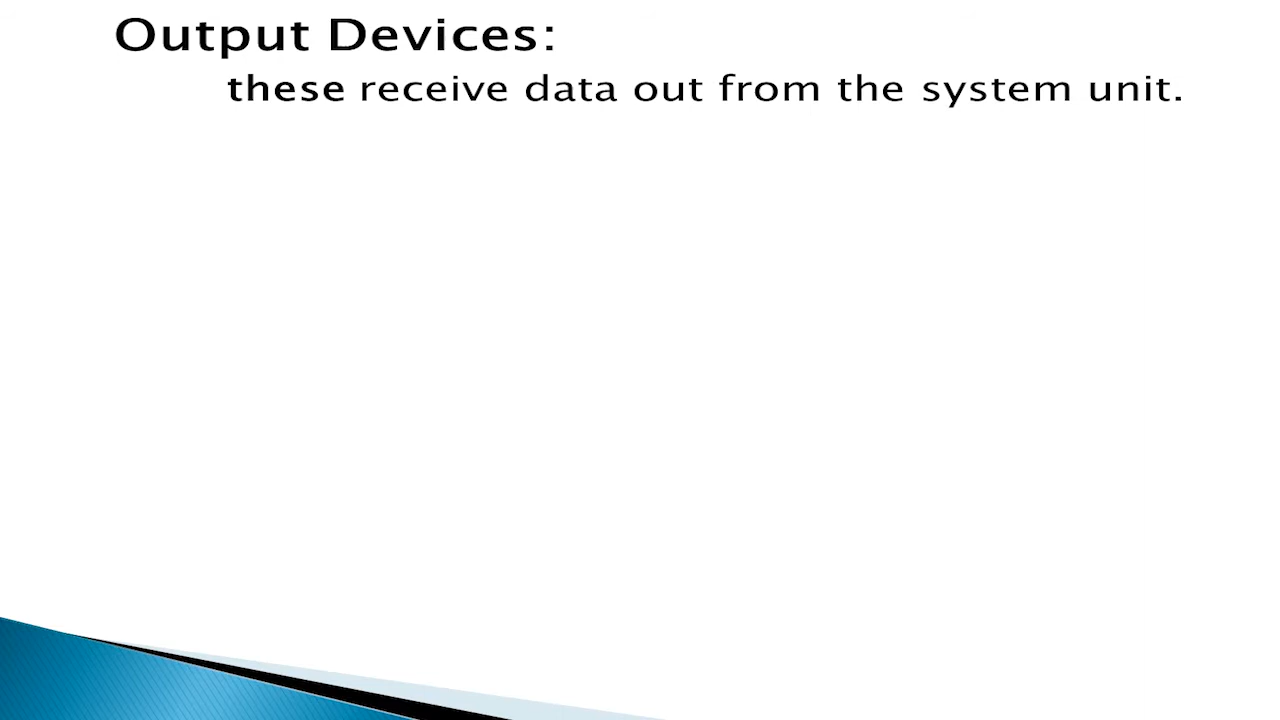 Output Devices:
these receive data out from the system unit.